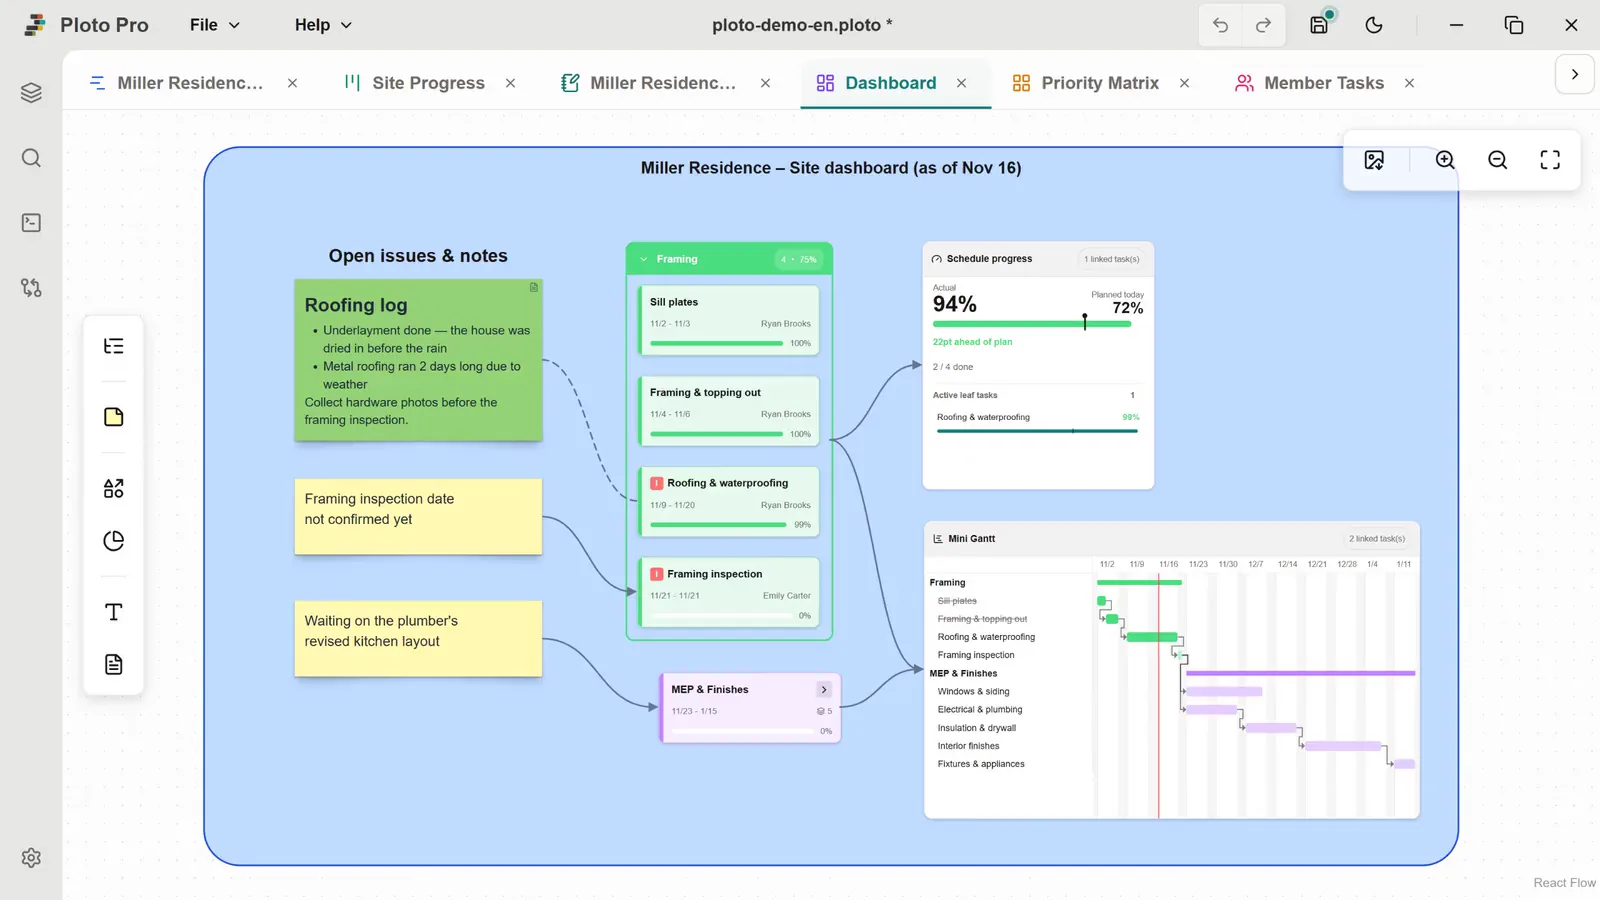 Ploto Pro
File
Help
ploto-demo-en.ploto *
Miller Residenc...
Site Progress
Miller Residenc...
Dashboard
Priority Matrix
Member Tasks
Miller Residence – Site dashboard (as of Nov 16)
Open issues & notes
Roofing log
• Underlayment done — the house was
dried in before the rain
• Metal roofing ran 2 days long due to
weather
Collect hardware photos before the
framing inspection.
Framing inspection date
not confirmed yet
Waiting on the plumber's
revised kitchen layout
Framing
4 • 75%
Sill plates
11/2 - 11/3
Ryan Brooks
100%
Framing & topping out
11/4 - 11/6
Ryan Brooks
100%
! Roofing & waterproofing
11/9 - 11/20
Ryan Brooks
99%
! Framing inspection
11/21 - 11/21
Emily Carter
0%
MEP & Finishes
11/23 - 1/15
5
0%
Schedule progress
1 linked task(s)
Actual
94%
Planned today
72%
22pt ahead of plan
2 / 4 done
Active leaf tasks
1
Roofing & waterproofing
99%
Mini Gantt
2 linked task(s)
11/2 11/9 11/16 11/23 11/30 12/7 12/14 12/21 12/28 1/4 1/11
Framing
Sill plates
Framing & topping out
Roofing & waterproofing
Framing inspection
MEP & Finishes
Windows & siding
Electrical & plumbing
Insulation & drywall
Interior finishes
Fixtures & appliances
React Flow